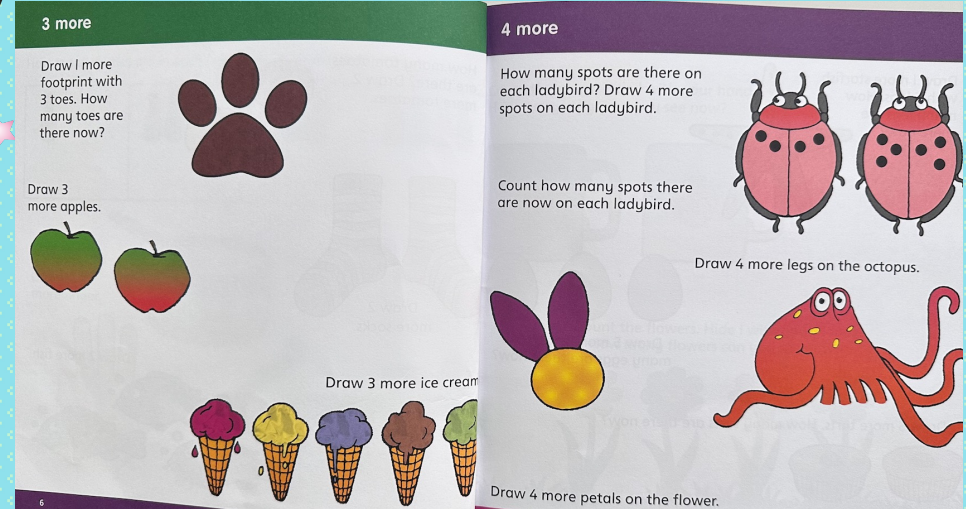 3 more
Draw 1 more
footprint with
3 toes. How
many toes are
there now?
Draw 3
more apples.
Draw 3 more ice cream
6
4 more
How many spots are there on
each ladybird? Draw 4 more
spots on each ladybird.
Count how many spots there
are now on each ladybird.
Draw 4 more legs on the octopus.
Draw 4 more petals on the flower.